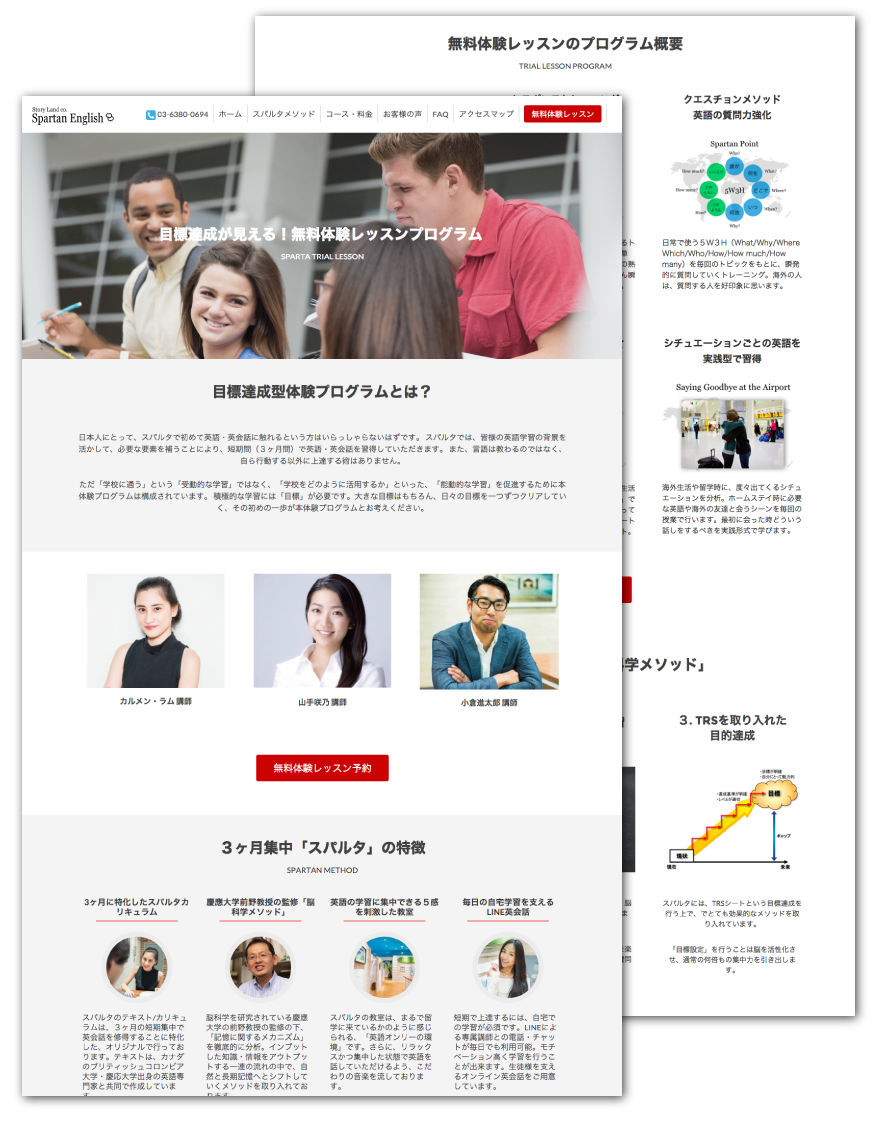 無料体験レッスンのプログラム概要
TRIAL LESSON PROGRAM
クエスチョンメソッド
英語の質問力強化
Spartan Point
Who?
How much?
What?
誰が
何を
How many?
5W3H
どこで
Where?
How?
いつ
When?
何故
Why?
日常で使う5W3H（What/Why/Where
Which/Who/How/How much/How
many）を毎回のトピックをもとに、瞬発
的に質問していくトレーニング。海外の人
は、質問する人を好印象に思います。
シチュエーションごとの英語を
実践型で習得
Saying Goodbye at the Airport
海外生活や留学時に、度々出てくるシチュ
エーションを分析。ホームステイ時に必要
な英語や海外の友達と会うシーンを毎回の
授業で行います。最初に会った時どういう
話しをするべきを実践形式で学びます。
学メソッド」
3. TRSを取り入れた
目的達成
・目標が明確
・達成基準が明確
・レベルが適切
目標
ギャップ
現状
現在
未来
スパルタには、TRSシートという目標達成を
行う上で、でとても効果的なメソッドを取
り入れています。
「目標設定」を行うことは脳を活性化さ
せ、通常の何倍もの集中力を引き出しま
す。
Story Land co.
Spartan English
03-6380-0694
ホーム
スパルタメソッド
コース・料金
お客様の声
FAQ
アクセスマップ
無料体験レッスン
目標達成が見える！無料体験レッスンプログラム
SPARTA TRIAL LESSON
目標達成型体験プログラムとは？
日本人にとって、スパルタで初めて英語・英会話に触れるという方はいらっしゃらないはずです。スパルタでは、皆様の英語学習の背景を
活かして、必要な要素を補うことにより、短期間（３ヶ月間）で英語・英会話を習得していただきます。 また、言語は教わるのではなく、
自ら行動する以外に上達する術はありません。
ただ「学校に通う」という「受動的な学習」ではなく、「学校をどのように活用するか」といった、「能動的な学習」を促進するために本
体験プログラムは構成されています。積極的な学習には「目標」が必要です。大きな目標はもちろん、日々の目標を一つずつクリアしてい
く、その初めの一歩が本体験プログラムとお考えください。
カルメン・ラム 講師
山手咲乃 講師
小倉進太郎 講師
無料体験レッスン予約
３ヶ月集中「スパルタ」の特徴
SPARTAN METHOD
3ヶ月に特化したスパルタカ
リキュラム
スパルタのテキスト/カリキュ
ラムは、３ヶ月の短期集中で
英会話を修得することに特化
した、オリジナルで行ってお
ります。テキストは、カナダ
のブリティッシュコロンビア
大学・慶応大学出身の英語専
門家と共同で作成していま
す。
慶應大学前野教授の監修「脳
科学メソッド」
脳科学を研究されている慶應
大学の前野教授の監修の下、
「記憶に関するメカニズム」
を徹底的に分析。インプット
した知識・情報をアウトプッ
トする一連の流れの中で、自
然と長期記憶へとシフトして
いくメソッドを取り入れてお
ります。
英語の学習に集中できる５感
を刺激した教室
スパルタの教室は、まるで留
学に来ているかのように感じ
られる、「英語オンリーの環
境」です。さらに、リラック
スかつ集中した状態で英語を
話していただけるよう、こだ
わりの音楽を流しておりま
す。
毎日の自宅学習を支える
LINE英会話
短期で上達するには、自宅で
の学習が必須です。LINEによ
る専属講師との電話・チャッ
トが毎日でも利用可能。モチ
ベーション高く学習を行うこ
とが出来ます。生徒様を支え
るオンライン英会話をご用意
しています。